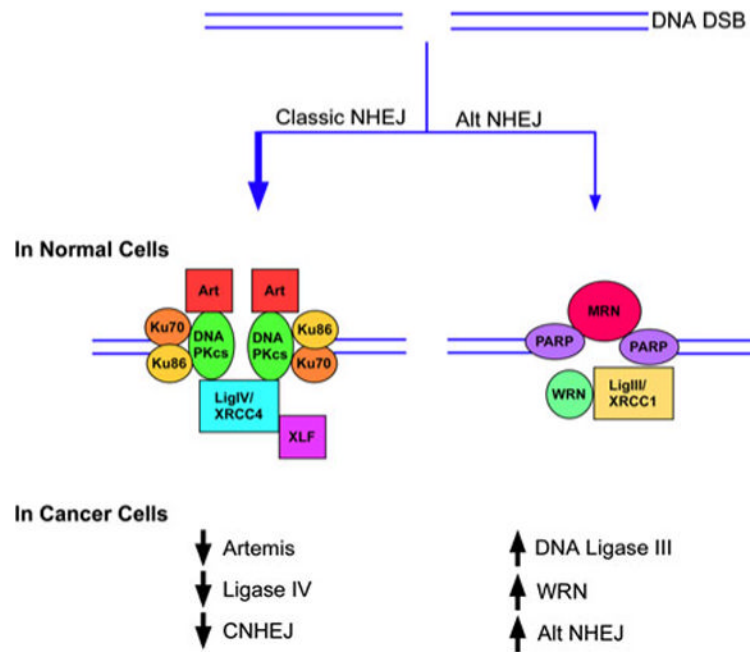 DNA DSB
Classic NHEJ
Alt NHEJ
In Normal Cells
Art
Art
Ku70
DNA
PKcs
Ku86
DNA
PKcs
Ku86
Ku70
LigIV/
XRCC4
XLF
MRN
PARP
PARP
WRN
LigIII/
XRCC1
In Cancer Cells
Artemis
DNA Ligase III
Ligase IV
WRN
CNHEJ
Alt NHEJ